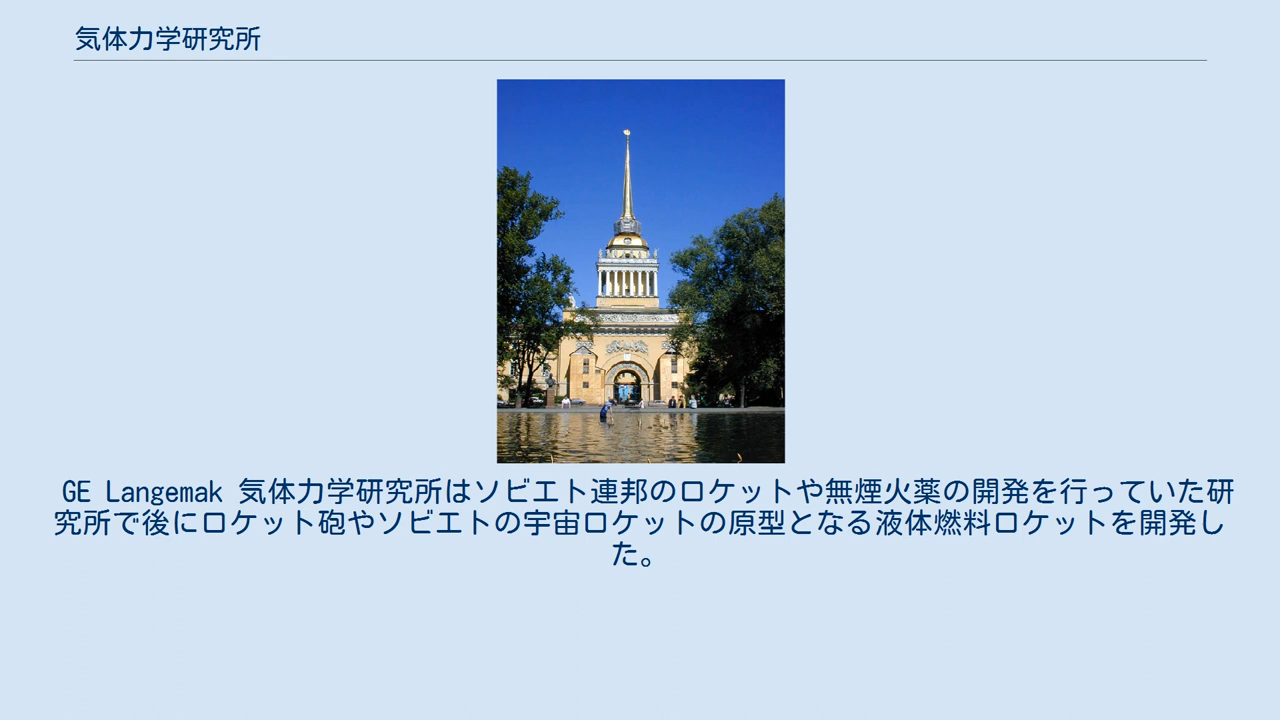 気体力学研究所
GE Langemak 気体力学研究所はソビエト連邦のロケットや無煙火薬の開発を行っていた研
究所で後にロケット砲やソビエトの宇宙ロケットの原型となる液体燃料ロケットを開発し
た。